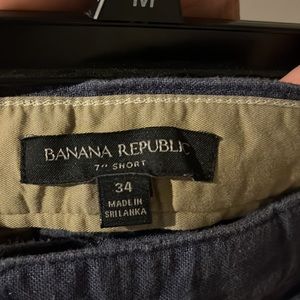 M
BANANA REPUBLIC
7" SHORT
34
MADE IN
SRI LANKA